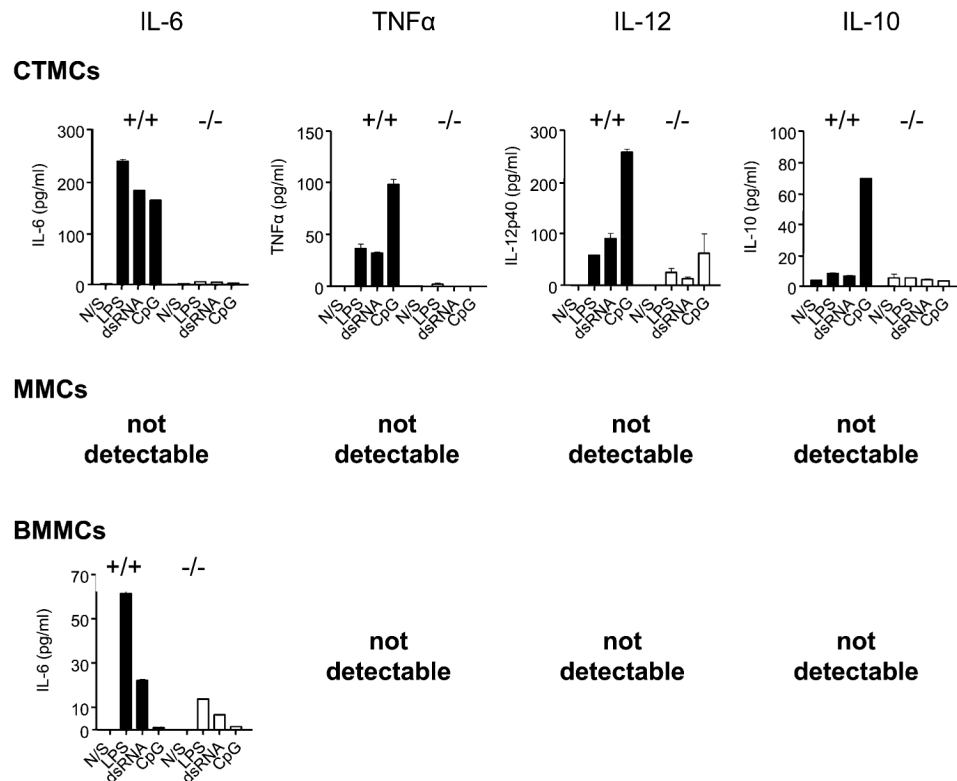 IL-6 TNFα IL-12 IL-10
CTMCs
+/+ -/- +/+ -/- +/+ -/- +/+ -/-
IL-6 (pg/ml)
300
200
100
0
N/S LPS dsRNA CpG N/S LPS dsRNA CpG
TNFα (pg/ml)
150
100
50
0
N/S LPS dsRNA CpG N/S LPS dsRNA CpG
IL-12p40 (pg/ml)
300
200
100
0
N/S LPS dsRNA CpG N/S LPS dsRNA CpG
IL-10 (pg/ml)
100
80
60
40
20
0
N/S LPS dsRNA CpG N/S LPS dsRNA CpG
MMCs
not not not not
detectable detectable detectable detectable
BMMCs
+/+ -/-
IL-6 (pg/ml)
70
50
30
10
0
N/S LPS dsRNA CpG N/S LPS dsRNA CpG
not not not
detectable detectable detectable